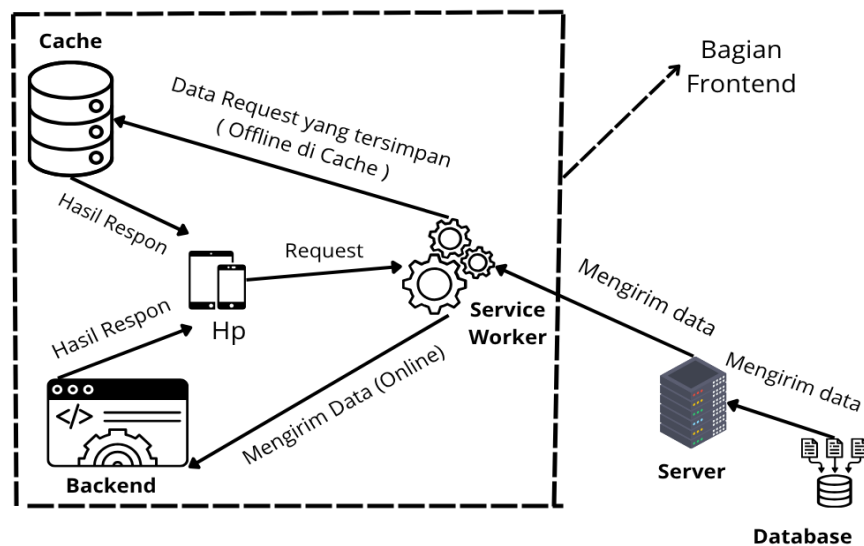 Cache
Data Request yang tersimpan
( Offline di Cache )
Bagian
Frontend
Hasil Respon
Request
Hp
Service
Worker
Mengirim data
Hasil Respon
Mengirim Data (Online)
Mengirim data
</>
Backend
Server
Database